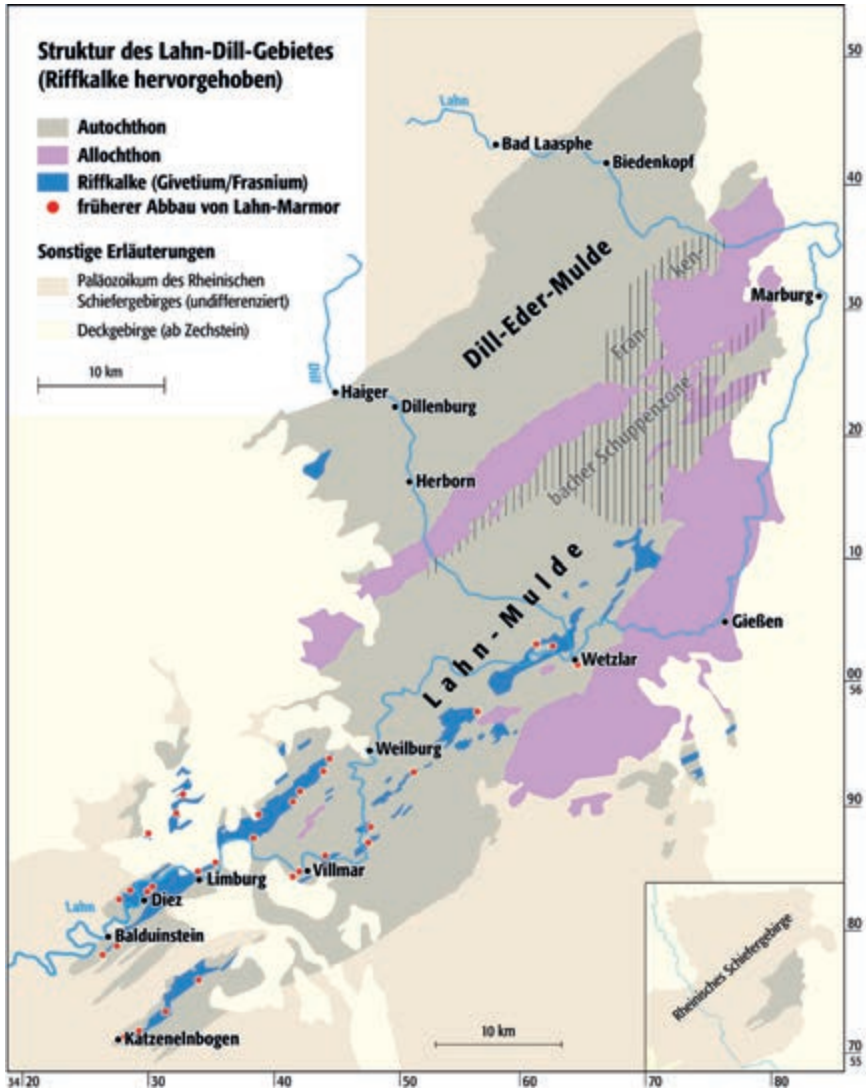 Struktur des Lahn-Dill-Gebietes
(Riffkalke hervorgehoben)
Autochthon
Allochthon
Riffkalke (Givetium/Frasnium)
früherer Abbau von Lahn-Marmor
Sonstige Erläuterungen
Paläozoikum des Rheinischen
Schiefergebirges (undifferenziert)
Deckgebirge (ab Zechstein)
10 km
Lahn
Bad Laasphe
Biedenkopf
Dill-Eder-Mulde
Marburg
Dill
Haiger
Dillenburg
Herborn
Fran-
ken-
bacher Schuppenzone
Lahn-Mulde
Gießen
Wetzlar
Weilburg
Villmar
Limburg
Diez
Lahn
Balduinstein
Katzenelnbogen
10 km
Rheinisches Schiefergebirge
50
40
30
20
10
00
56
90
80
70
55
34 20
30
40
50
60
70
80